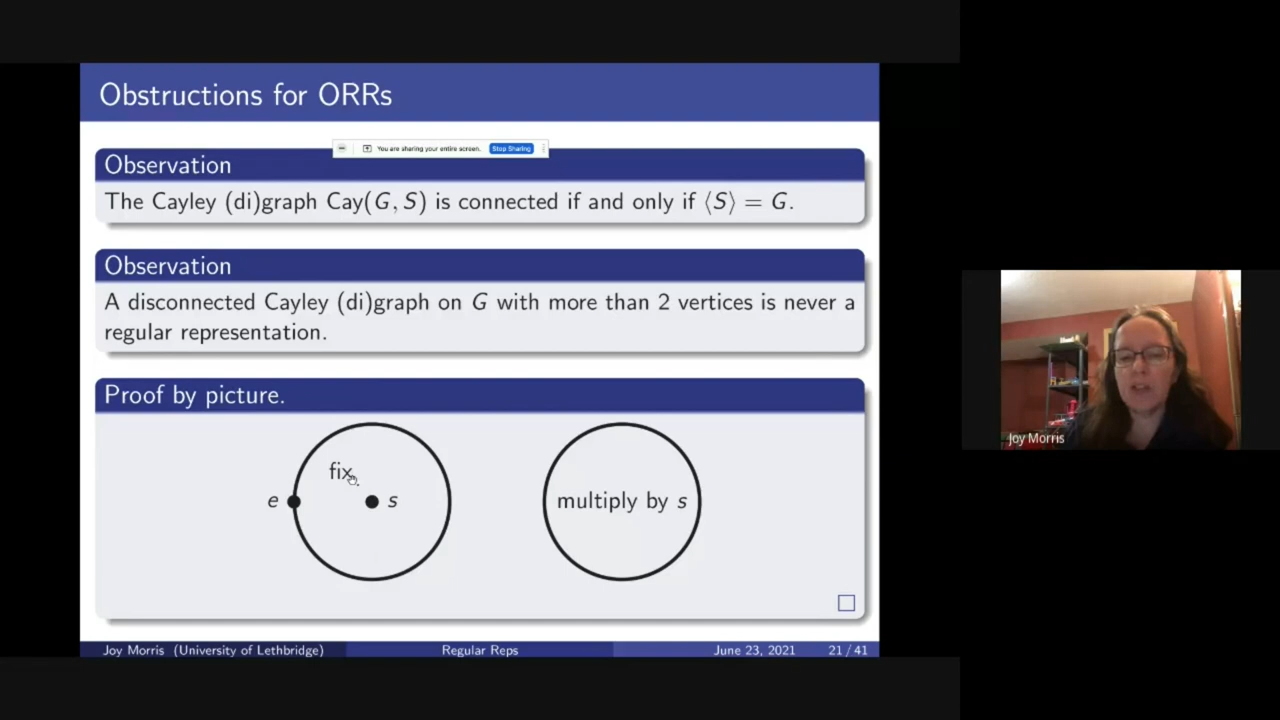 Obstructions for ORRs
You are sharing your entire screen. Stop Sharing
Observation
The Cayley (di)graph Cay(G, S) is connected if and only if ⟨S⟩ = G.
Observation
A disconnected Cayley (di)graph on G with more than 2 vertices is never a
regular representation.
Proof by picture.
fix
e
s
multiply by s
Joy Morris (University of Lethbridge) Regular Reps June 23, 2021 21 / 41
Joy Morris